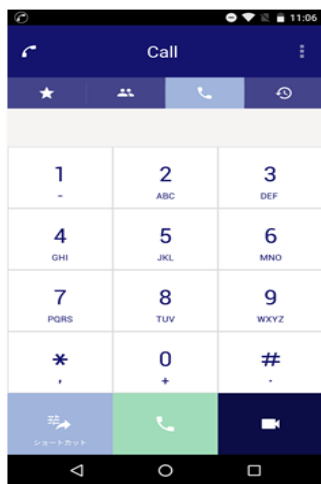 11:06
Call
1 2 3
- ABC DEF
4 5 6
GHI JKL MNO
7 8 9
PQRS TUV WXYZ
* 0 #
, + .
ショートカット